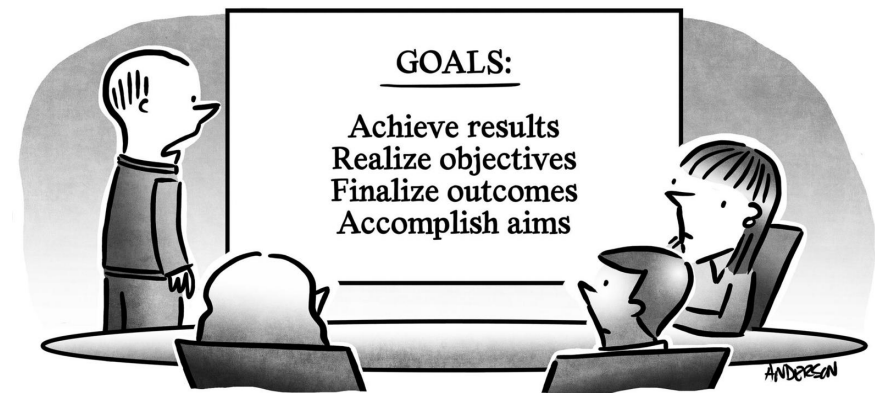 GOALS:
Achieve results
Realize objectives
Finalize outcomes
Accomplish aims
ANDERSON